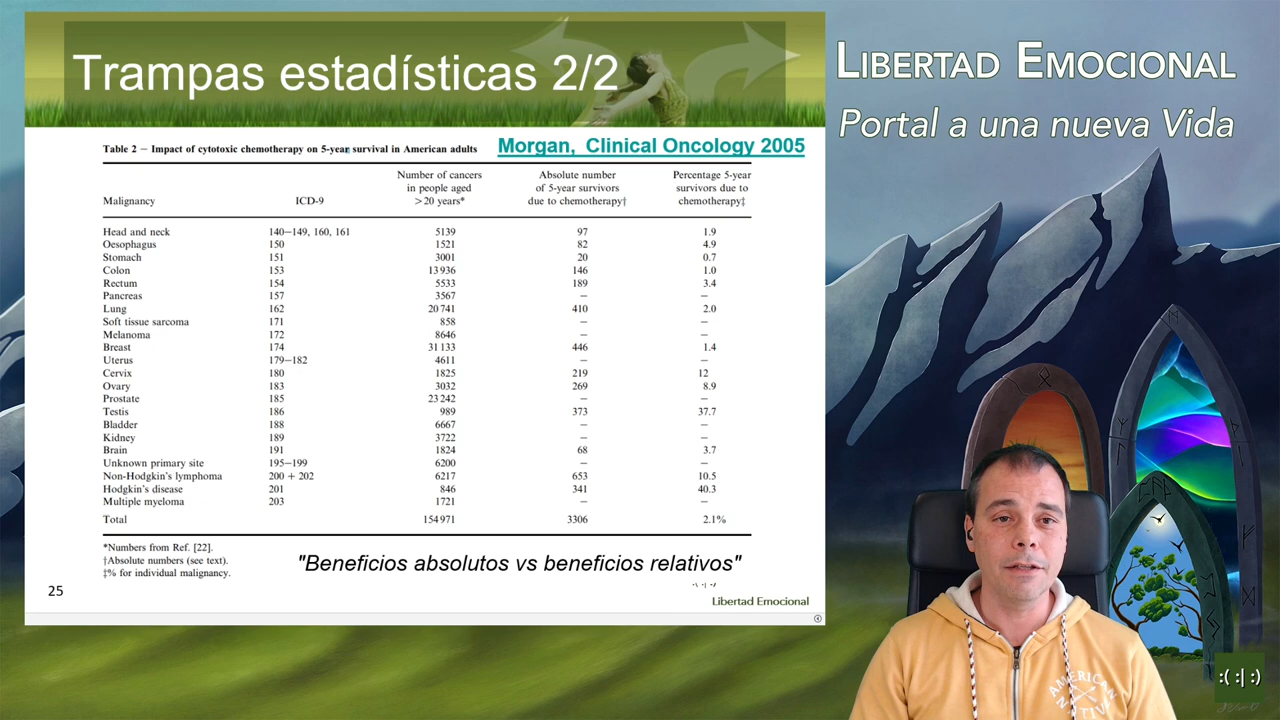 Trampas estadísticas 2/2
LIBERTAD EMOCIONAL
Portal a una nueva Vida
Table 2 – Impact of cytotoxic chemotherapy on 5-year survival in American adults
Morgan, Clinical Oncology 2005
Malignancy ICD-9 Number of cancers in people aged >20 years* Absolute number of 5-year survivors due to chemotherapy† Percentage 5-year survivors due to chemotherapy‡
Head and neck 140–149, 160, 161 5139 97 1.9
Oesophagus 150 1521 82 4.9
Stomach 151 3001 20 0.7
Colon 153 13 936 146 1.0
Rectum 154 5533 189 3.4
Pancreas 157 3567 – –
Lung 162 20 741 410 2.0
Soft tissue sarcoma 171 858 – –
Melanoma 172 8646 – –
Breast 174 31 133 446 1.4
Uterus 179–182 4611 – –
Cervix 180 1825 219 12
Ovary 183 3032 269 8.9
Prostate 185 23 242 – –
Testis 186 989 373 37.7
Bladder 188 6667 – –
Kidney 189 3722 – –
Brain 191 1824 68 3.7
Unknown primary site 195–199 6200 – –
Non-Hodgkin's lymphoma 200 + 202 6217 653 10.5
Hodgkin's disease 201 846 341 40.3
Multiple myeloma 203 1721 – –
Total 154 971 3306 2.1%
*Numbers from Ref. [22].
†Absolute numbers (see text).
‡% for individual malignancy.
"Beneficios absolutos vs beneficios relativos"
25
Libertad Emocional
AMERICAN
:( :| :)